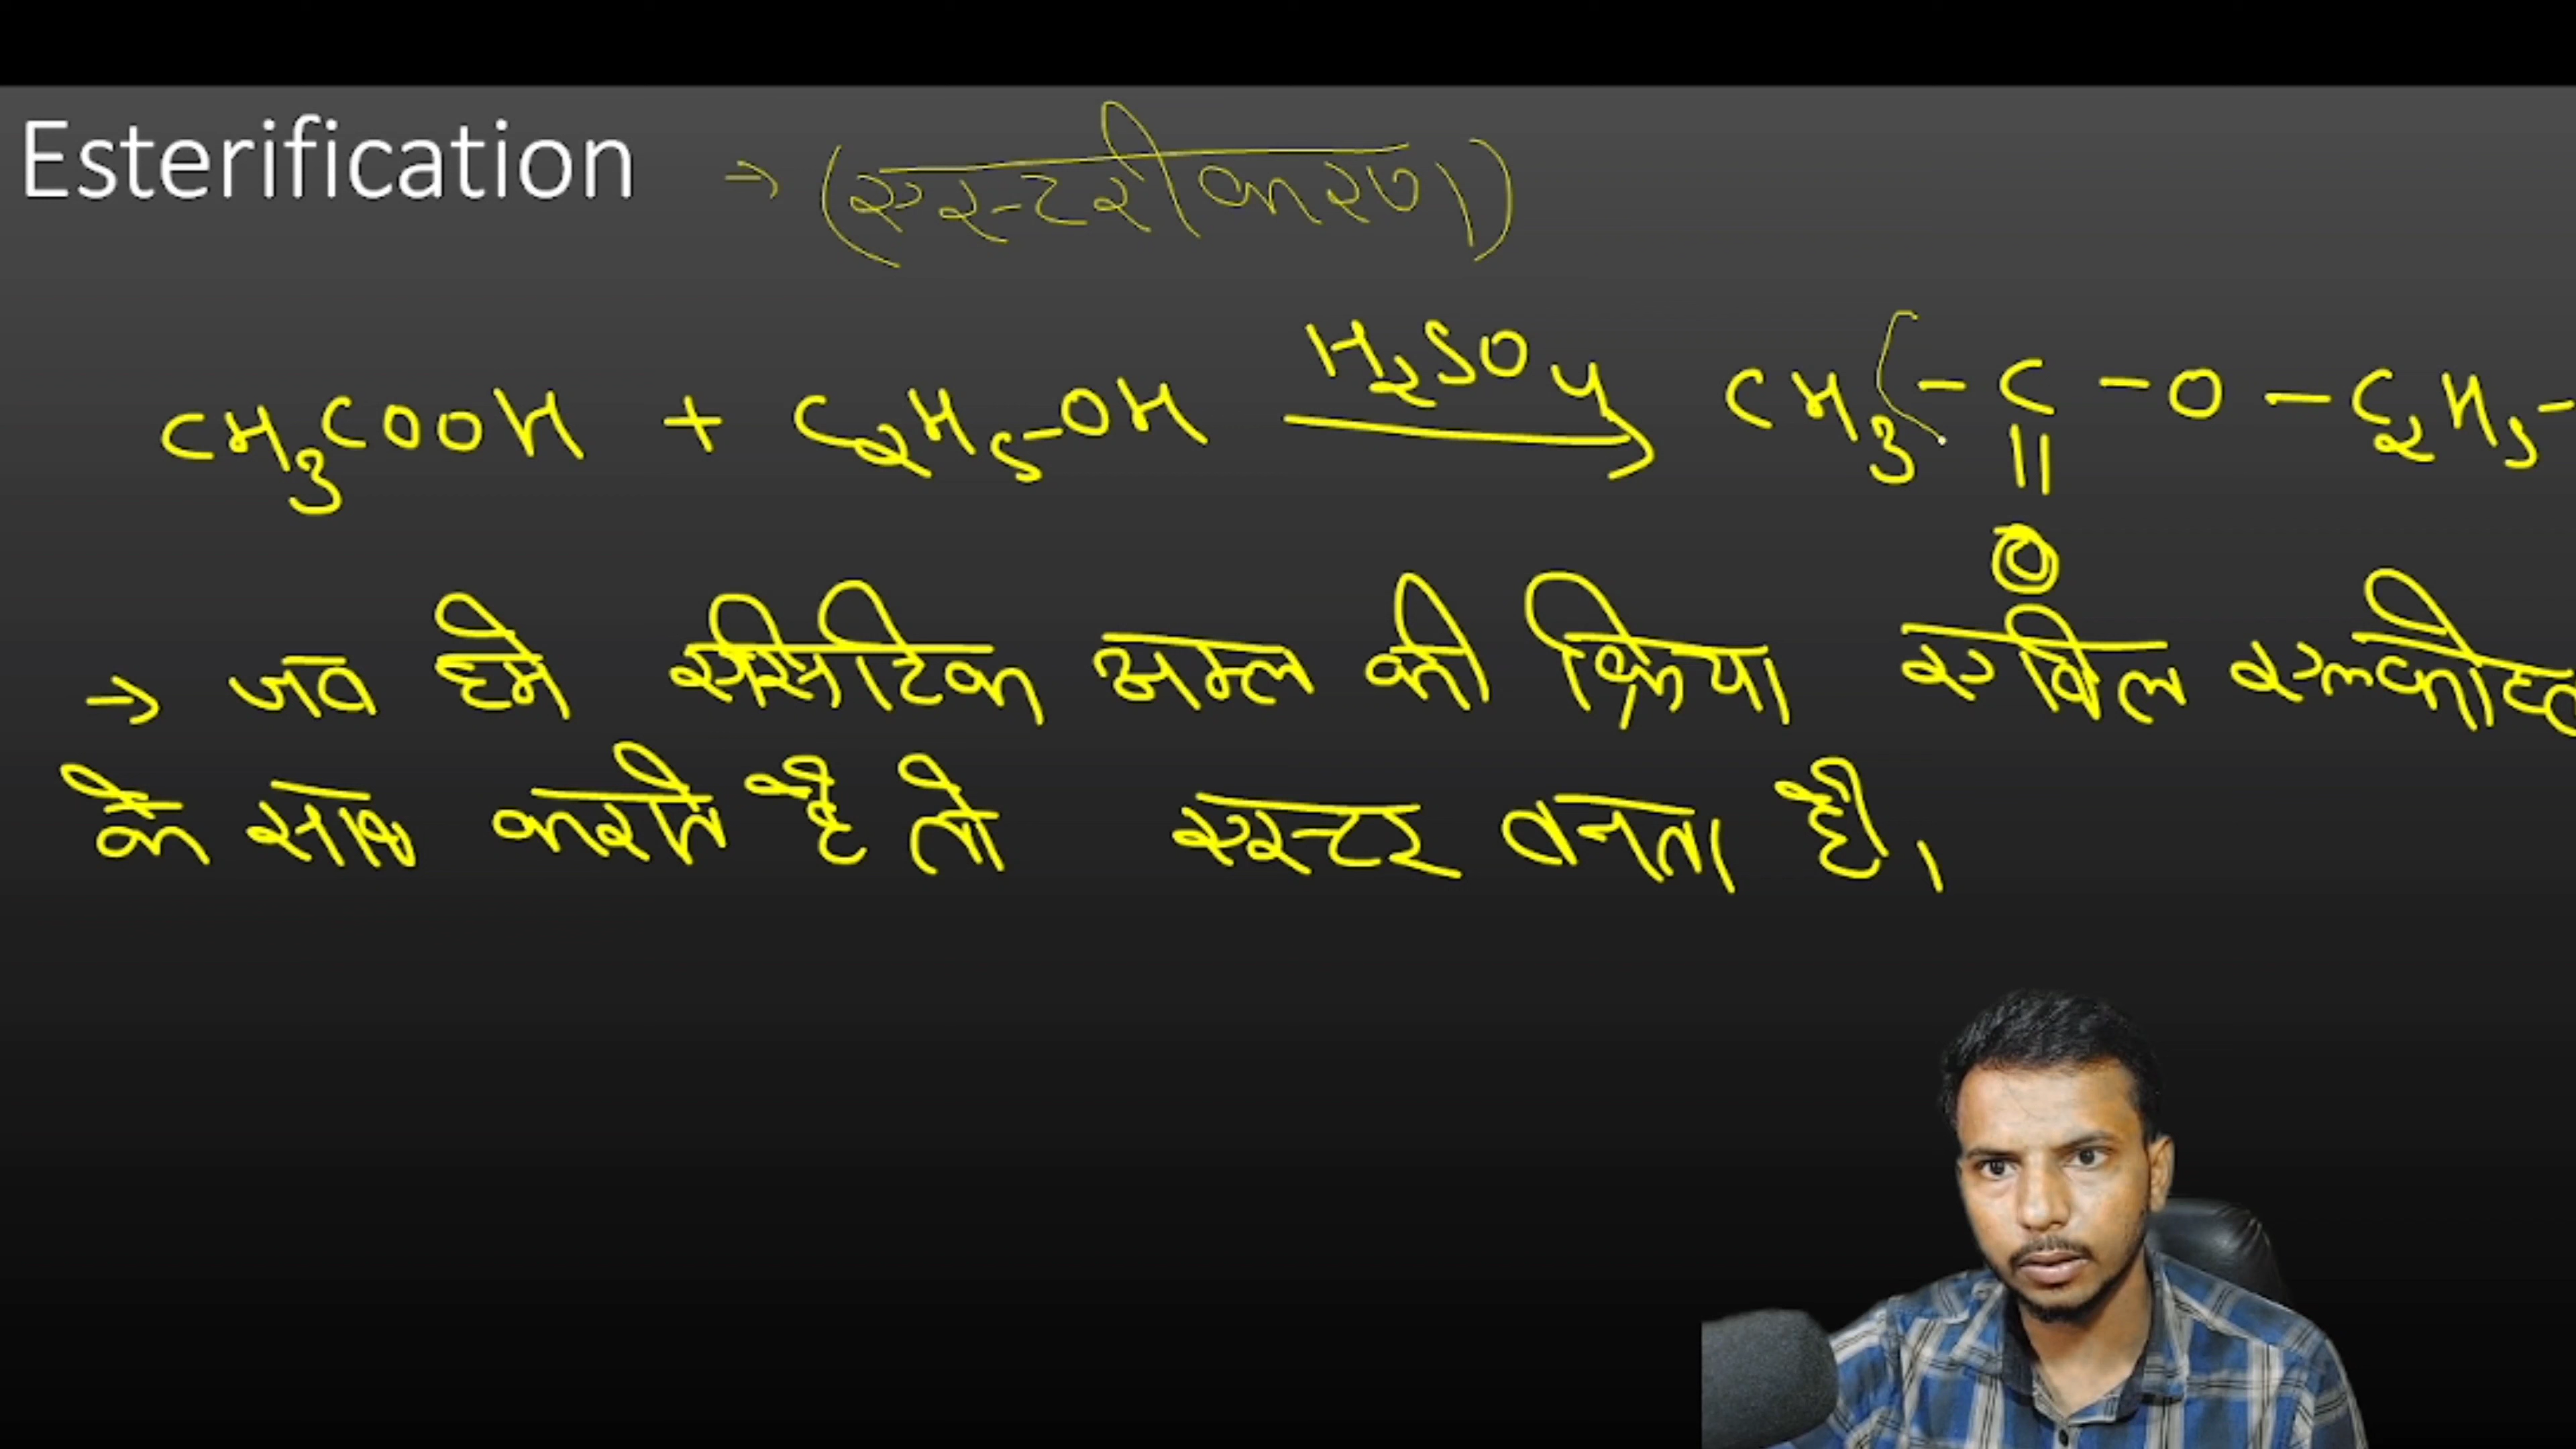 Esterification → (एस्टरीकरण)
H₂SO₄
CH₃COOH + C₂H₅-OH ⟶ CH₃ - C - O - C₂H₅ -
||
O
→ जब हम एसीटिक अम्ल की क्रिया एथिल एल्कोहल
के साथ करते है तो एस्टर बनता है।